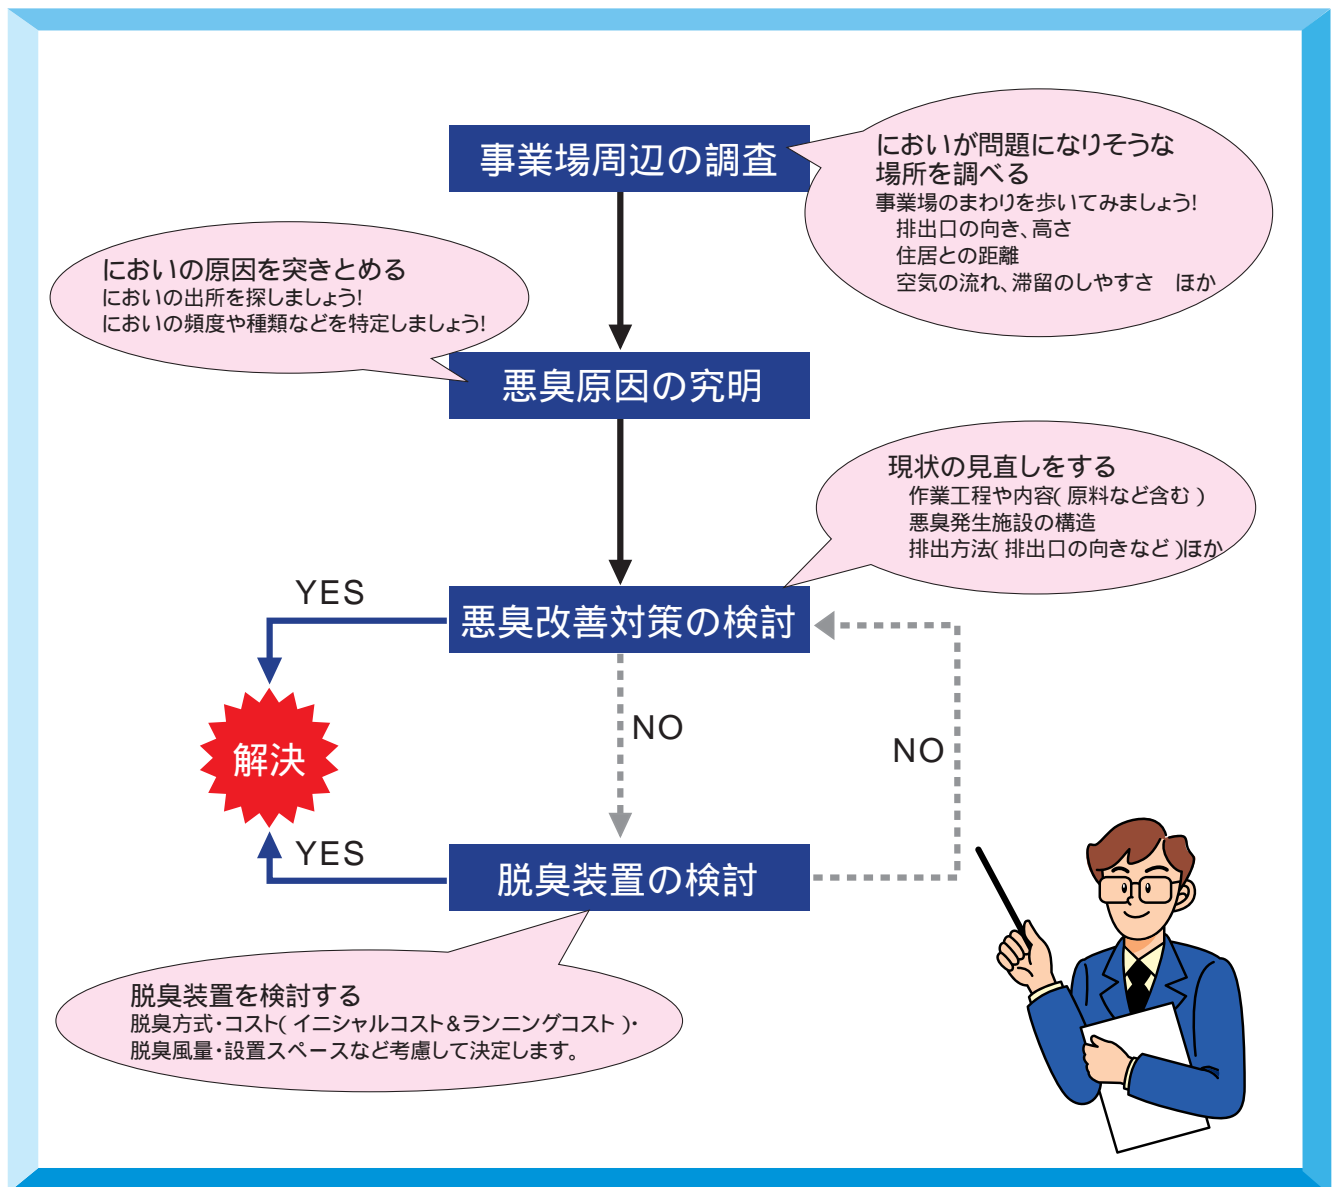 事業場周辺の調査
においが問題になりそうな
場所を調べる
事業場のまわりを歩いてみましょう!
排出口の向き、高さ
住居との距離
空気の流れ、滞留のしやすさ　ほか
においの原因を突きとめる
においの出所を探しましょう!
においの頻度や種類などを特定しましょう!
悪臭原因の究明
現状の見直しをする
作業工程や内容(原料など含む)
悪臭発生施設の構造
排出方法(排出口の向きなど)ほか
YES
悪臭改善対策の検討
NO
NO
解決
YES
脱臭装置の検討
脱臭装置を検討する
脱臭方式・コスト(イニシャルコスト&ランニングコスト)・
脱臭風量・設置スペースなど考慮して決定します。